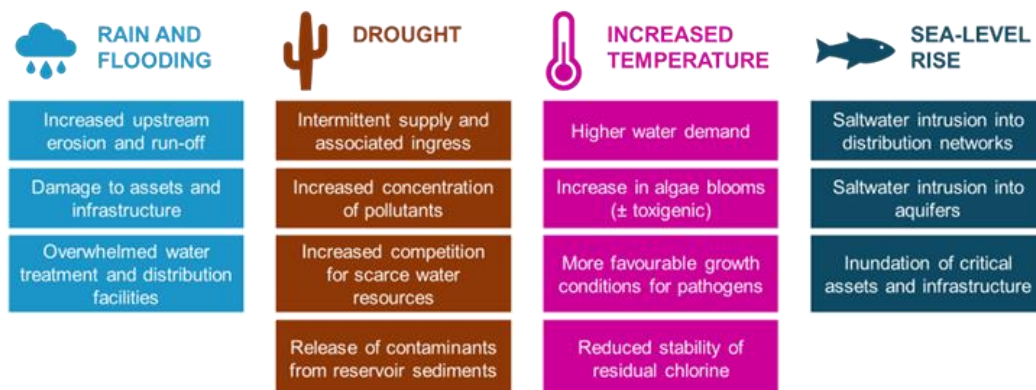 RAIN AND
FLOODING
Increased upstream
erosion and run-off
Damage to assets and
infrastructure
Overwhelmed water
treatment and distribution
facilities
DROUGHT
Intermittent supply and
associated ingress
Increased concentration
of pollutants
Increased competition
for scarce water
resources
Release of contaminants
from reservoir sediments
INCREASED
TEMPERATURE
Higher water demand
Increase in algae blooms
(± toxigenic)
More favourable growth
conditions for pathogens
Reduced stability of
residual chlorine
SEA-LEVEL
RISE
Saltwater intrusion into
distribution networks
Saltwater intrusion into
aquifers
Inundation of critical
assets and infrastructure